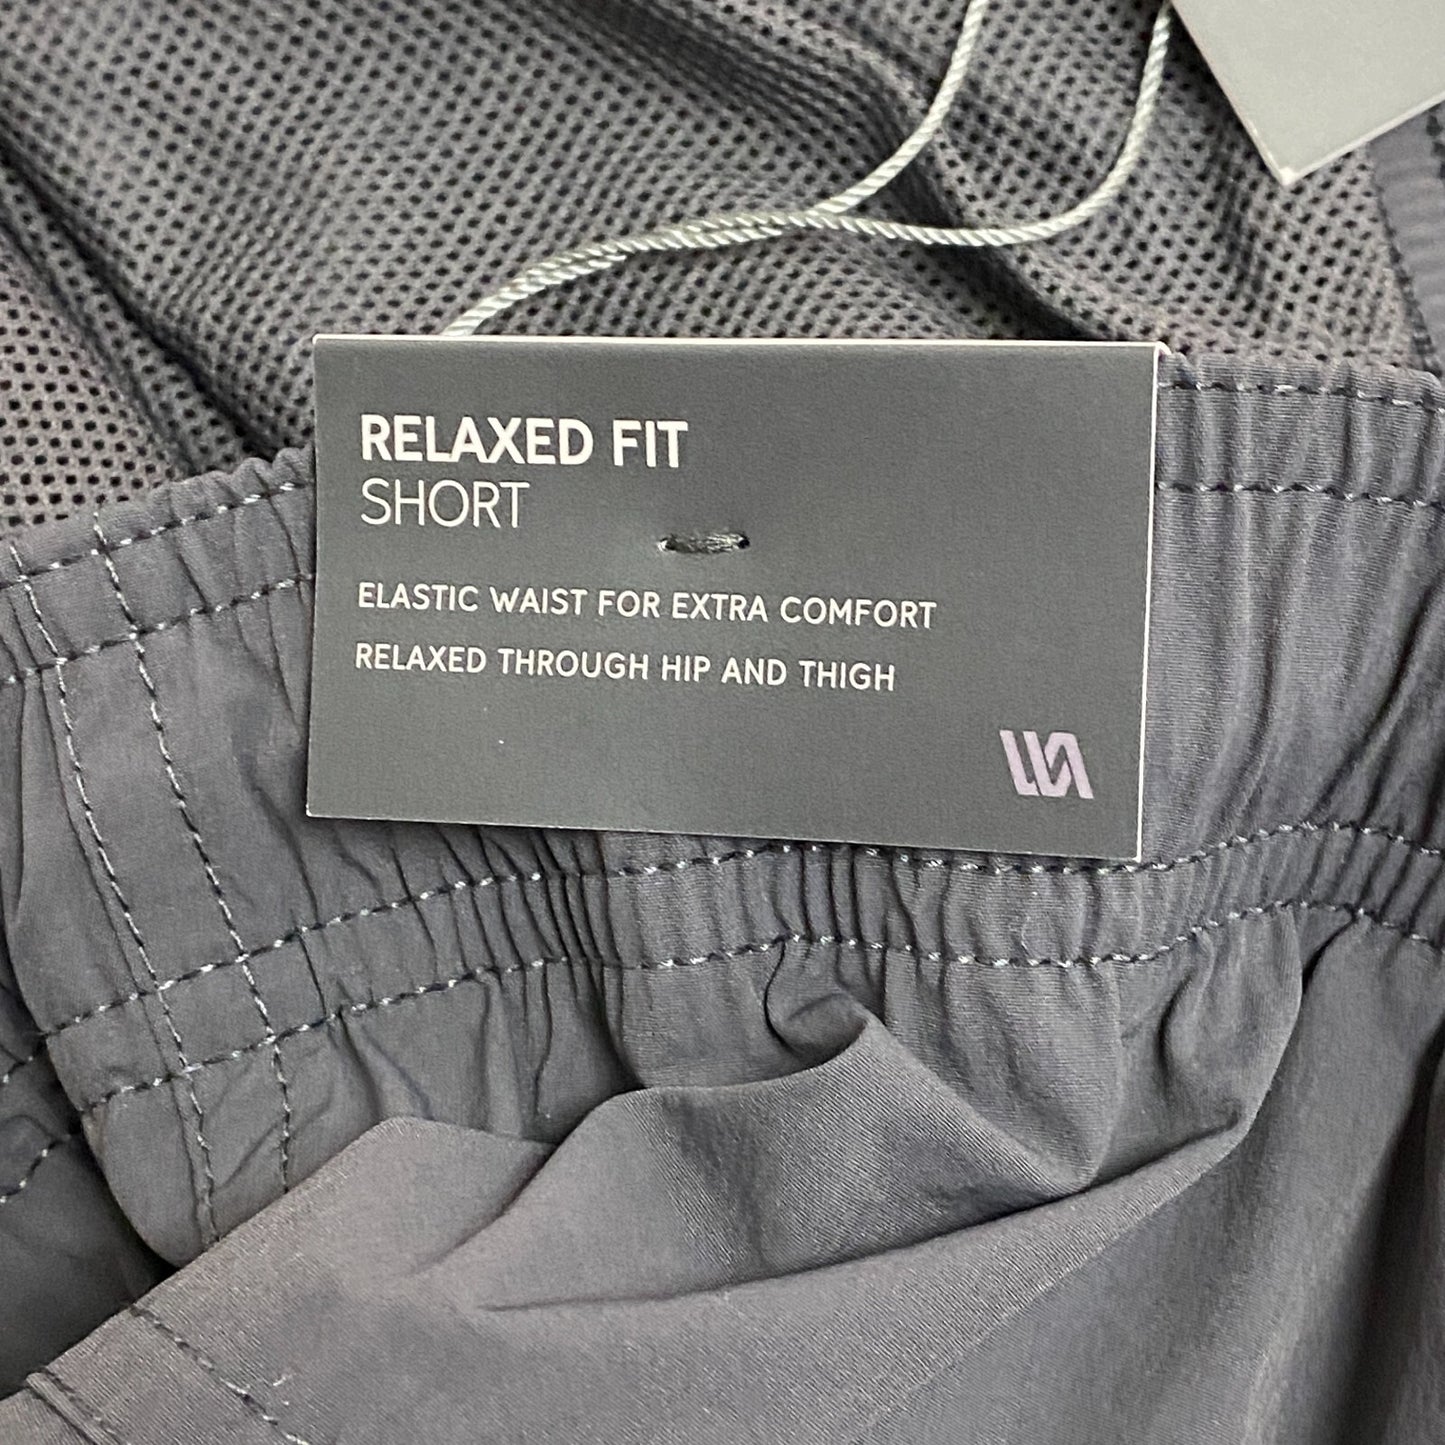 RELAXED FIT
SHORT
ELASTIC WAIST FOR EXTRA COMFORT
RELAXED THROUGH HIP AND THIGH